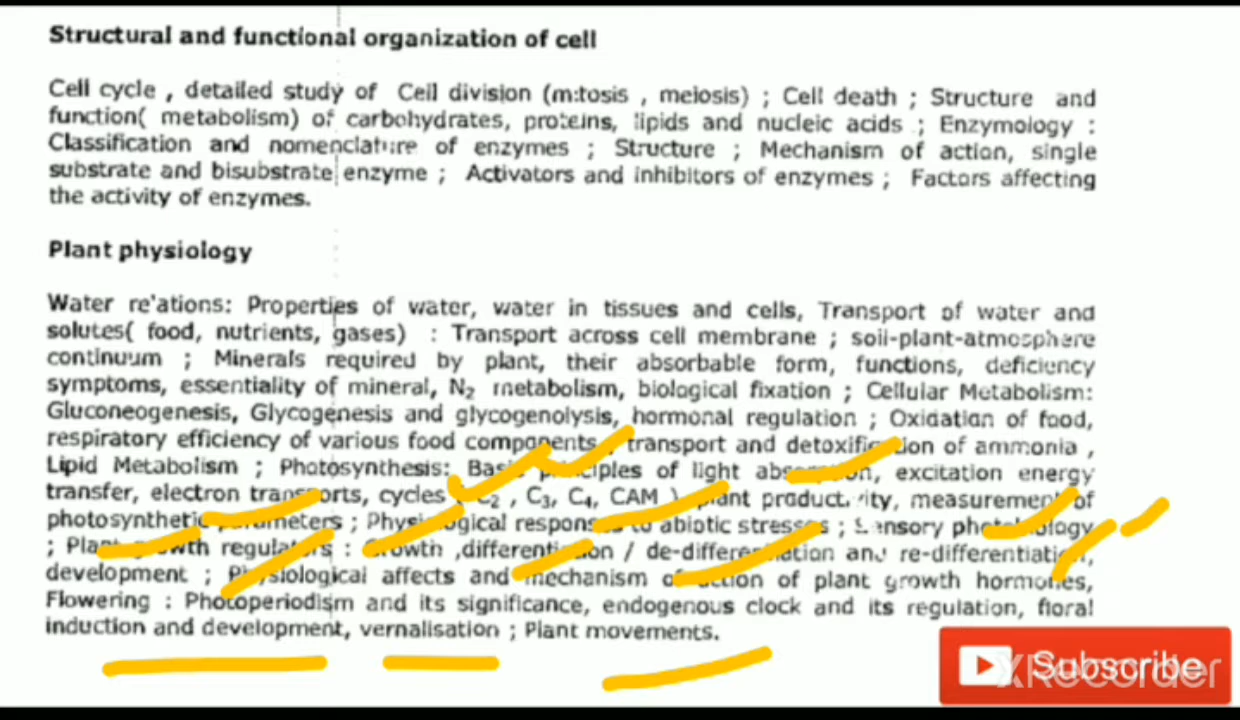 Structural and functional organization of cell
Cell cycle , detailed study of Cell division (m:tosis , meiosis) ; Cell death ; Structure and
function( metabolism) of carbohydrates, proteins, lipids and nucleic acids ; Enzymology :
Classification and nomenclature of enzymes ; Structure ; Mechanism of action, single
substrate and bisubstrate enzyme ; Activators and inhibitors of enzymes ; Factors affecting
the activity of enzymes.
Plant physiology
Water re'ations: Properties of water, water in tissues and cells, Transport of water and
solutes( food, nutrients, gases) : Transport across cell membrane ; soil-plant-atmosphere
continuum ; Minerals required by plant, their absorbable form, functions, deficiency
symptoms, essentiality of mineral, N₂ metabolism, biological fixation ; Cellular Metabolism:
Gluconeogenesis, Glycogenesis and glycogenolysis, hormonal regulation ; Oxidation of food,
respiratory efficiency of various food components, transport and detoxification of ammonia ,
Lipid Metabolism ; Photosynthesis: Basic principles of light absorption, excitation energy
transfer, electron transports, cycles ( C₂ , C₃, C₄, CAM ) plant productivity, measurement of
photosynthetic parameters ; Physiological responses to abiotic stresses ; Sensory photobiology
; Plant growth regulators : Growth ,differentiation / de-differentiation and re-differentiation,
development ; Physiological affects and mechanism of action of plant growth hormones,
Flowering : Photoperiodism and its significance, endogenous clock and its regulation, floral
induction and development, vernalisation ; Plant movements.
Subscribe
XRecorder